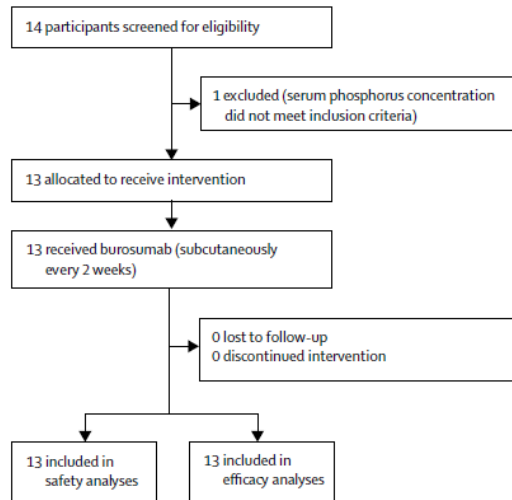 14 participants screened for eligibility
1 excluded (serum phosphorus concentration
did not meet inclusion criteria)
13 allocated to receive intervention
13 received burosumab (subcutaneously
every 2 weeks)
0 lost to follow-up
0 discontinued intervention
13 included in
safety analyses
13 included in
efficacy analyses